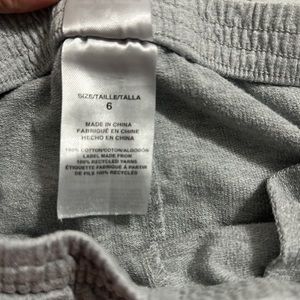 SIZE/TAILLE/TALLA
6
MADE IN CHINA
FABRIQUÉ EN CHINE
HECHO EN CHINA
100% COTTON/COTON/ALGODÓN
LABEL MADE FROM
100% RECYCLED YARNS
ÉTIQUETTE FABRIQUÉE À PARTIR
DE FILS 100% RECYCLÉS